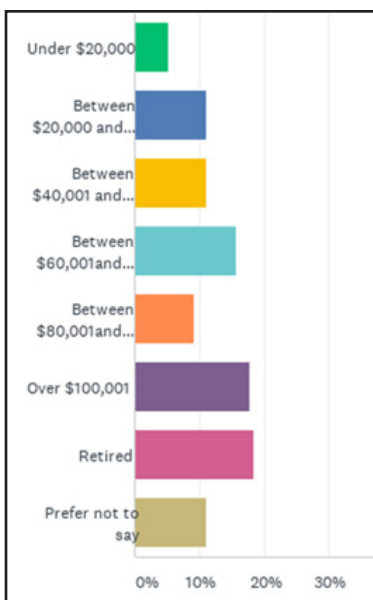 Under $20,000
Between
$20,000 and...
Between
$40,001 and...
Between
$60,001and...
Between
$80,001and...
Over $100,001
Retired
Prefer not to
say
0% 10% 20% 30%